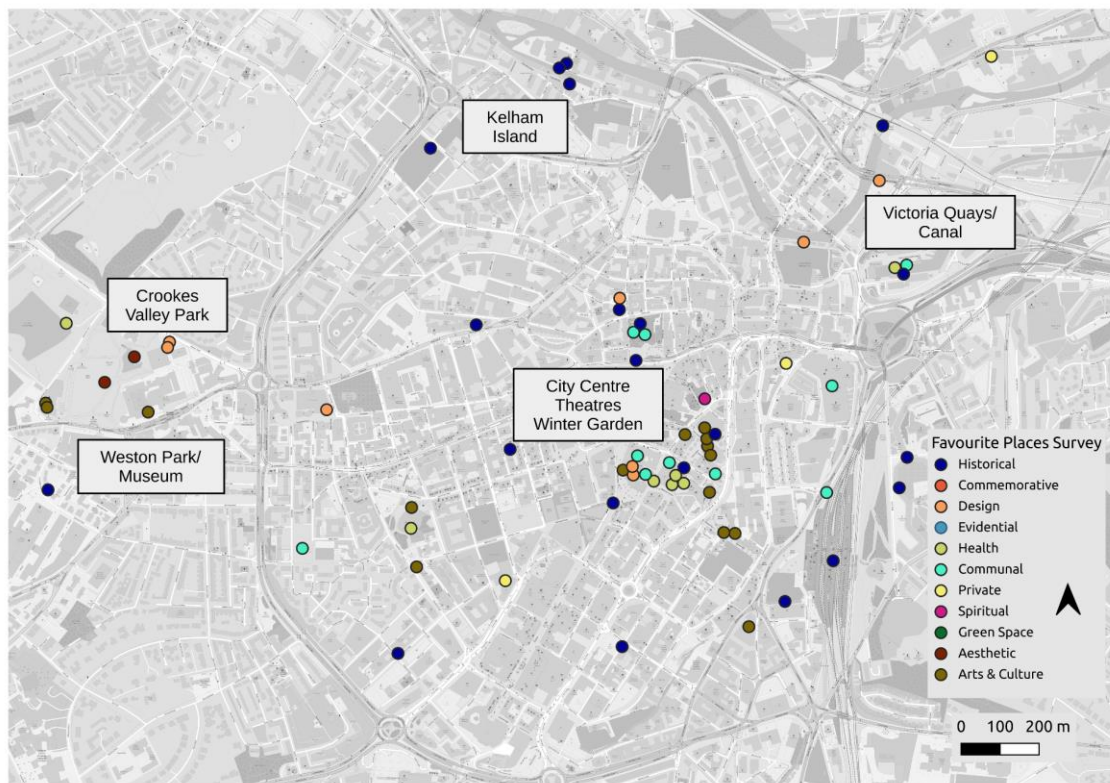 Kelham
Island
Victoria Quays/
Canal
Crookes
Valley Park
City Centre
Theatres
Winter Garden
Weston Park/
Museum
Favourite Places Survey
Historical
Commemorative
Design
Evidential
Health
Communal
Private
Spiritual
Green Space
Aesthetic
Arts & Culture
0 100 200 m